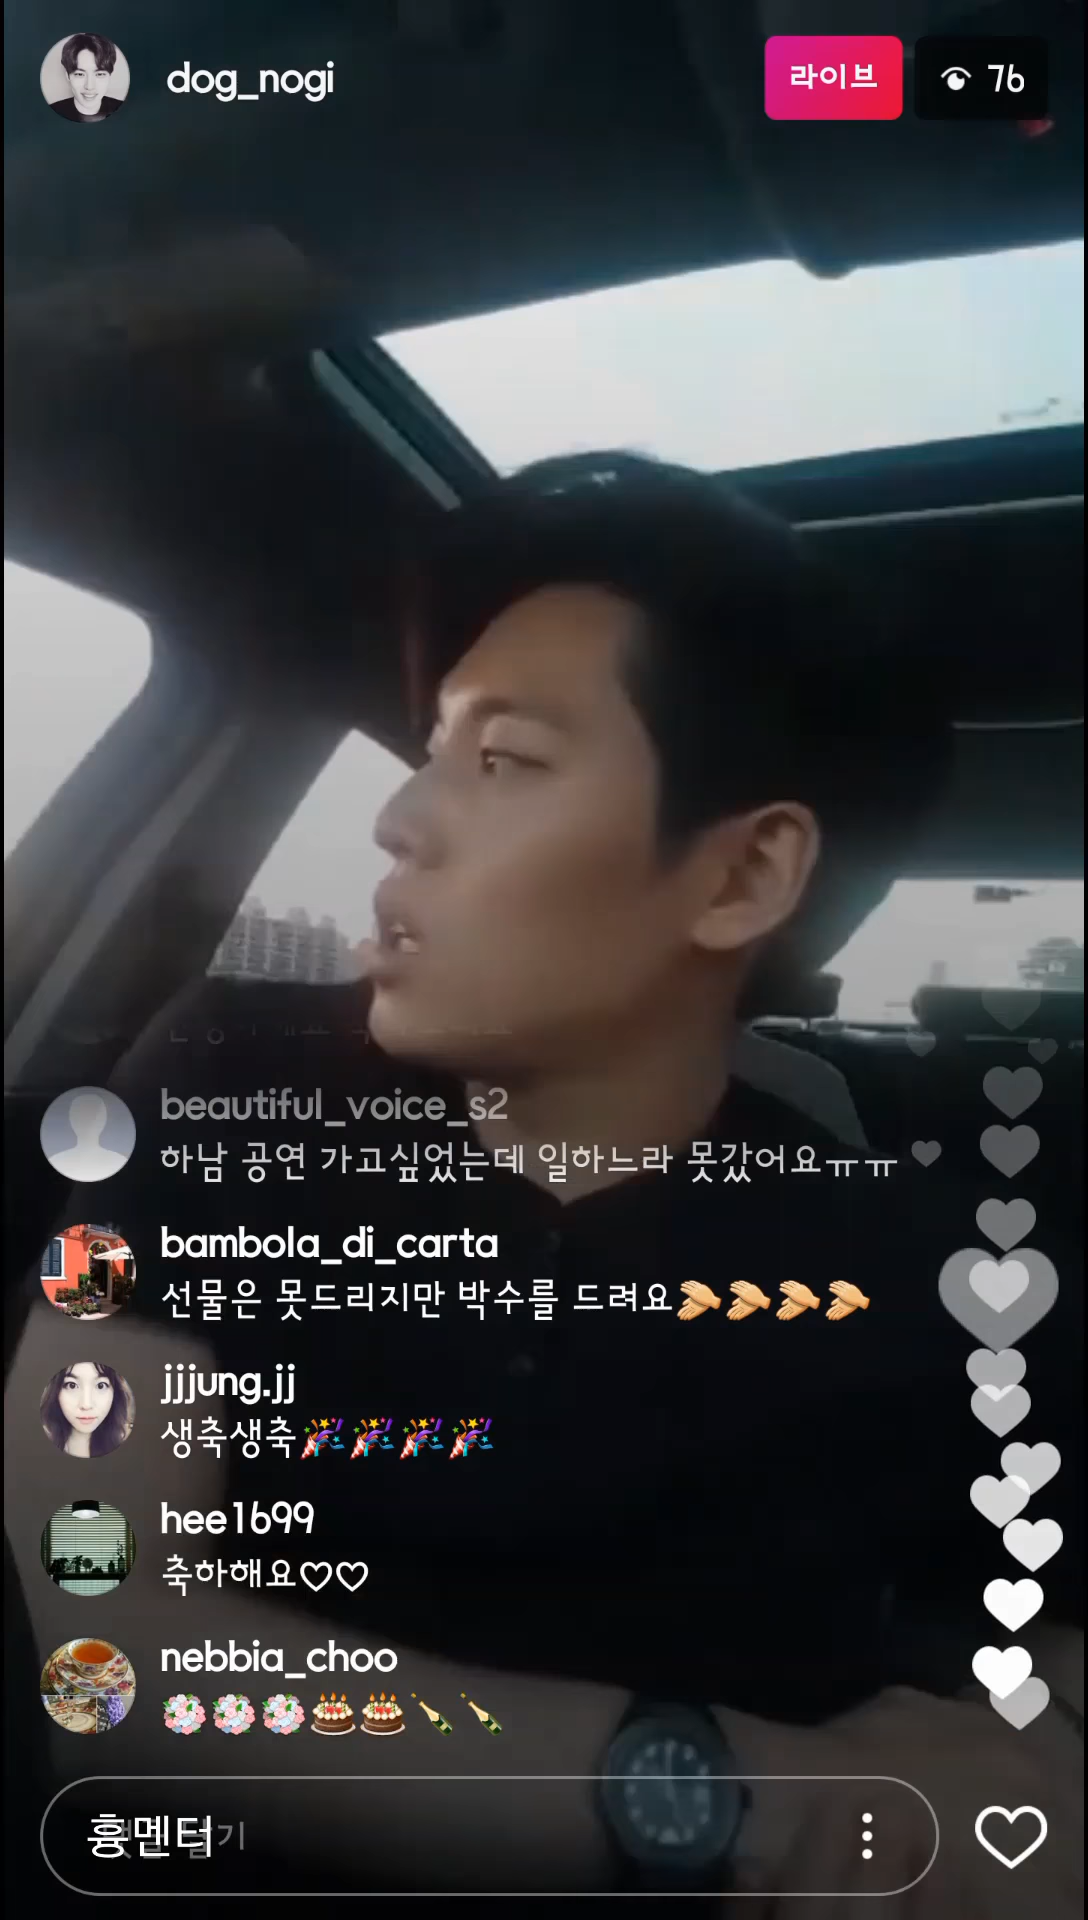 dog_nogi
라이브
76
beautiful_voice_s2
하남 공연 가고싶었는데 일하느라 못갔어요ㅠㅠ
bambola_di_carta
선물은 못드리지만 박수를 드려요👏👏👏👏
jjjung.jj
생축생축🎉🎉🎉🎉
hee1699
축하해요♡♡
nebbia_choo
💐💐💐🎂🎂🍾🍾
흉멘터